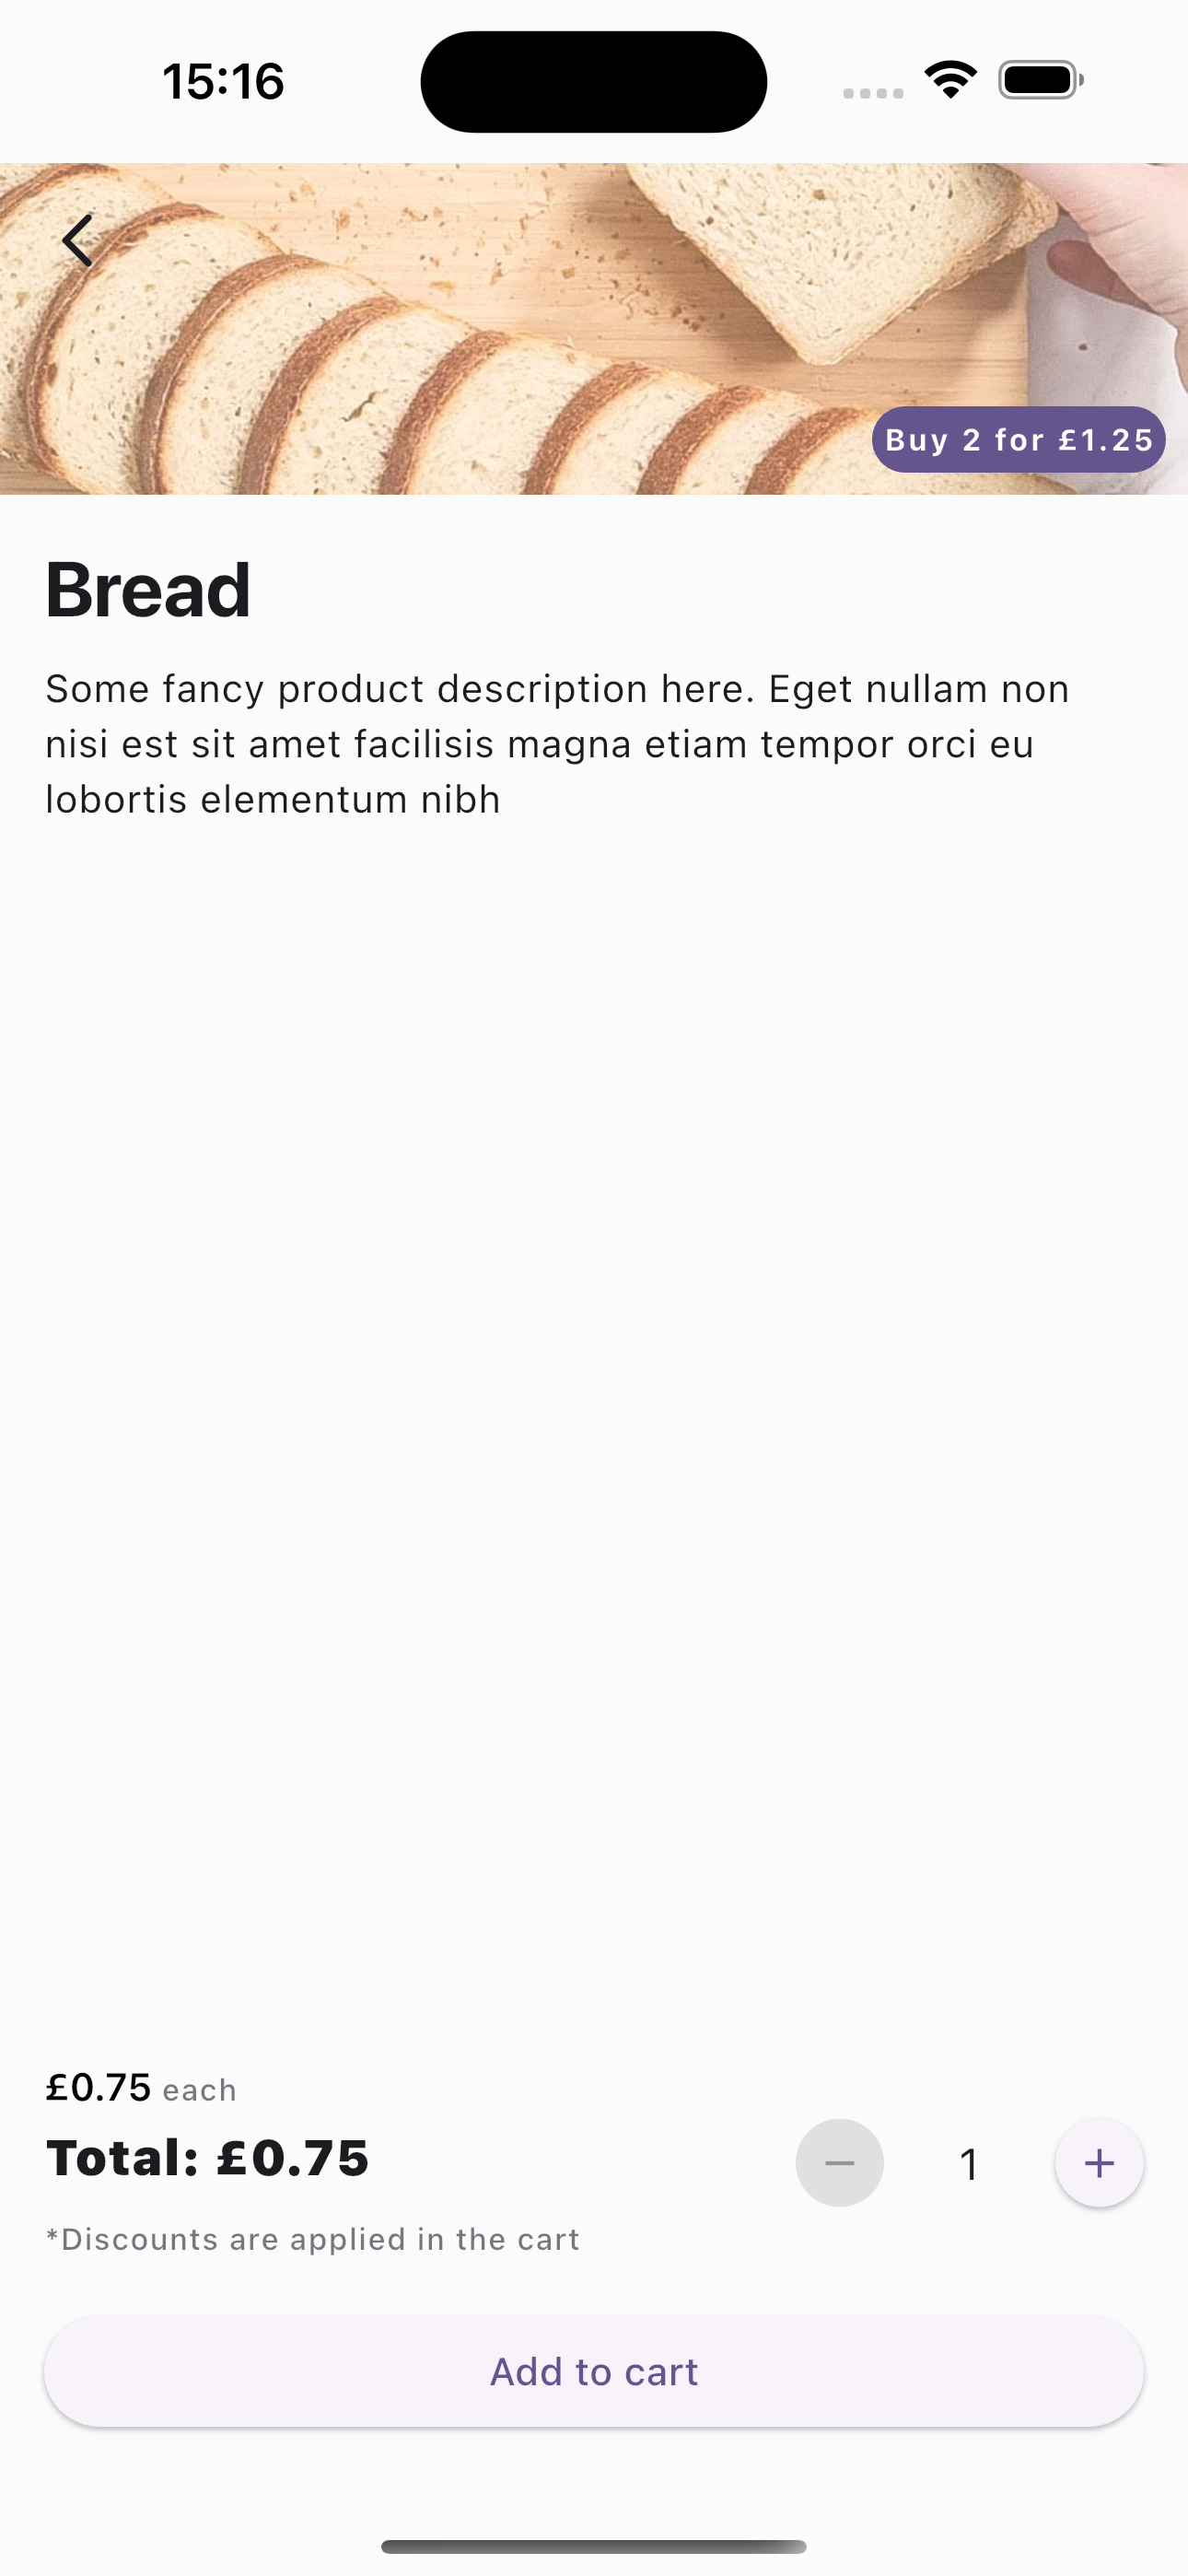 15:16
Buy 2 for £1.25
Bread
Some fancy product description here. Eget nullam non
nisi est sit amet facilisis magna etiam tempor orci eu
lobortis elementum nibh
£0.75 each
Total: £0.75
1
*Discounts are applied in the cart
Add to cart